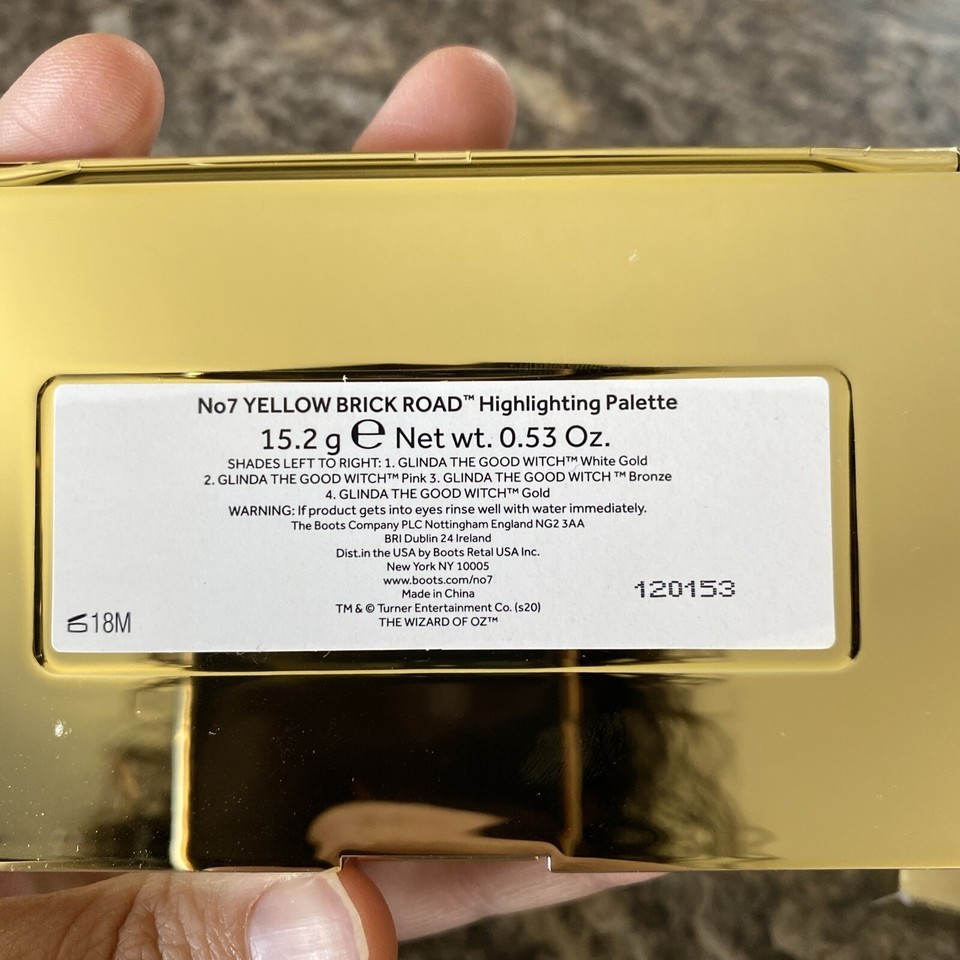 No7 YELLOW BRICK ROAD™ Highlighting Palette
15.2 g ℮ Net wt. 0.53 Oz.
SHADES LEFT TO RIGHT: 1. GLINDA THE GOOD WITCH™ White Gold
2. GLINDA THE GOOD WITCH™ Pink 3. GLINDA THE GOOD WITCH ™ Bronze
4. GLINDA THE GOOD WITCH™ Gold
WARNING: If product gets into eyes rinse well with water immediately.
The Boots Company PLC Nottingham England NG2 3AA
BRI Dublin 24 Ireland
Dist.in the USA by Boots Retal USA Inc.
New York NY 10005
www.boots.com/no7
Made in China
TM & © Turner Entertainment Co. (s20)
THE WIZARD OF OZ™
120153
18M